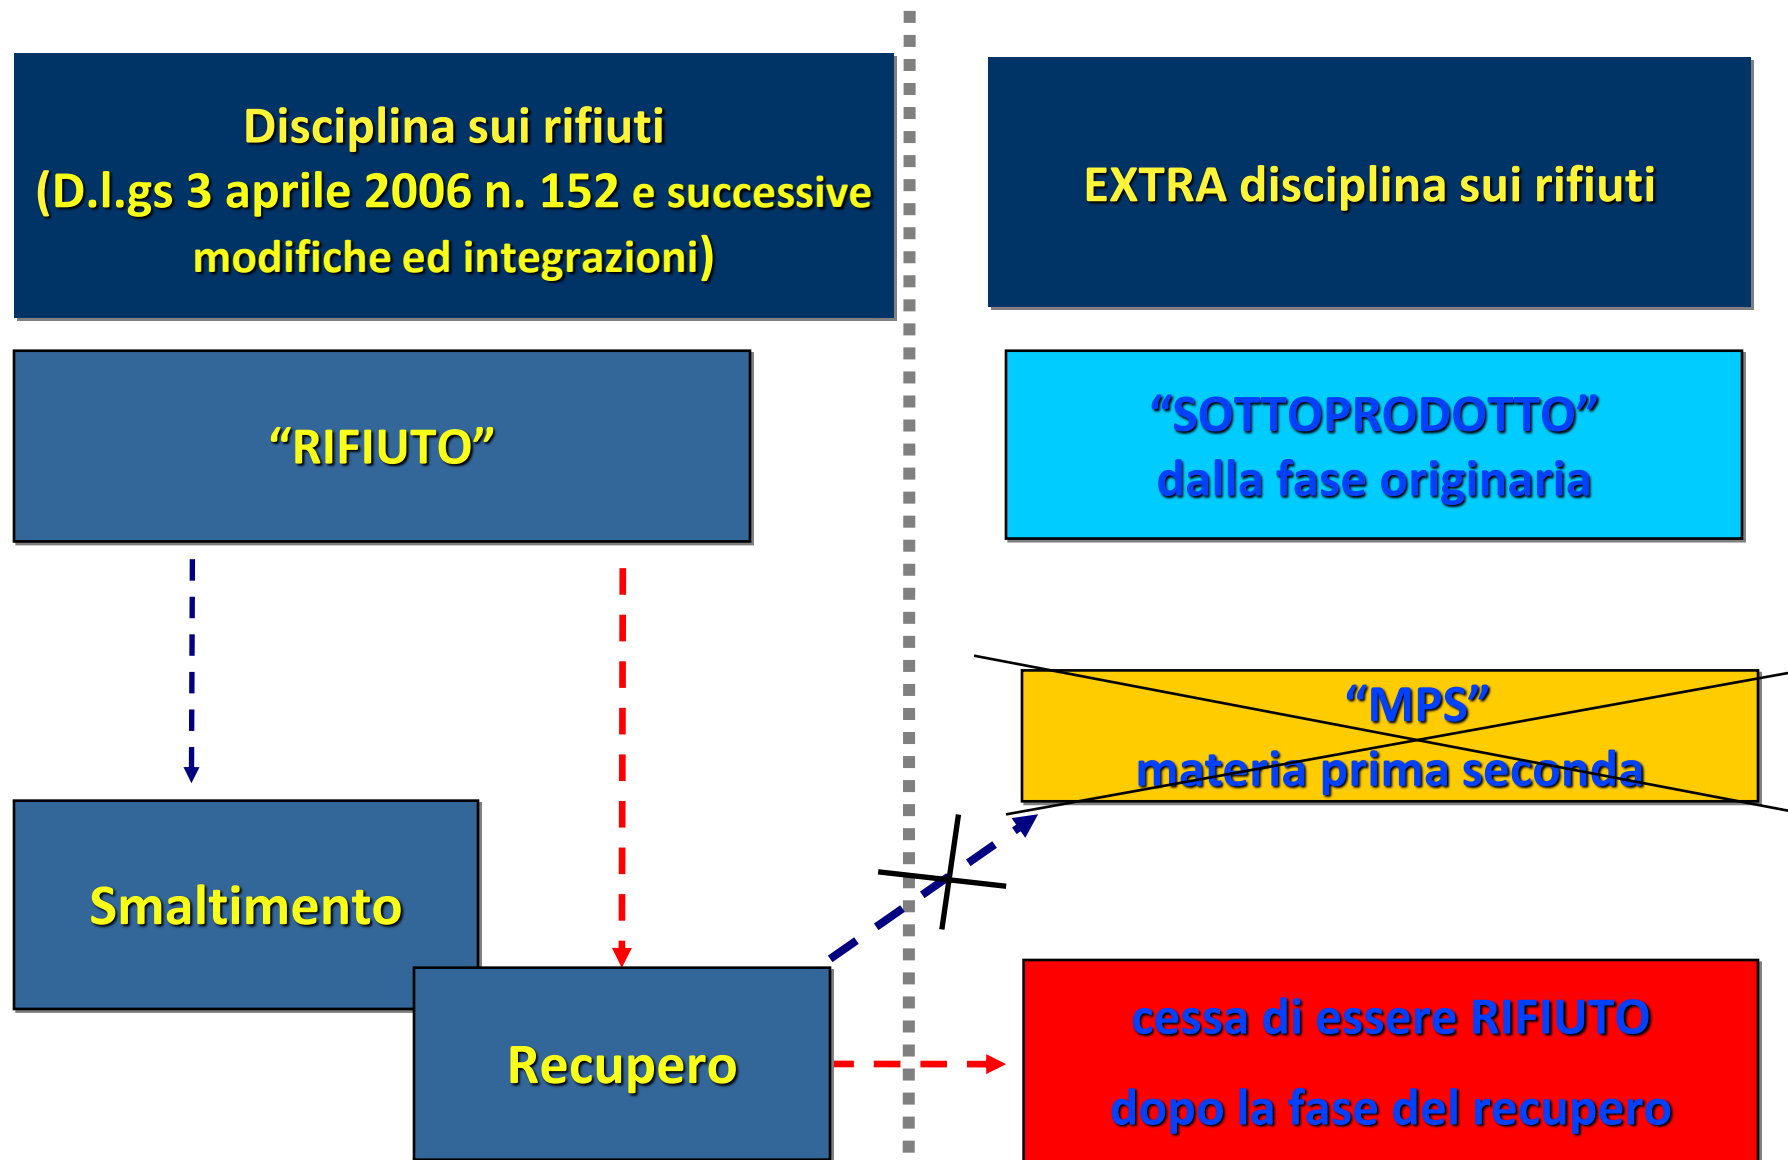 Disciplina sui rifiuti
(D.l.gs 3 aprile 2006 n. 152 e successive
modifiche ed integrazioni)
EXTRA disciplina sui rifiuti
“RIFIUTO”
“SOTTOPRODOTTO”
dalla fase originaria
“MPS”
materia prima seconda
Smaltimento
Recupero
cessa di essere RIFIUTO
dopo la fase del recupero